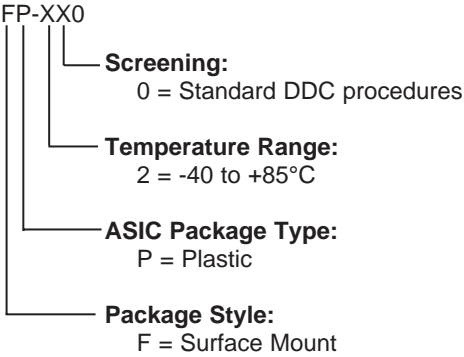 FP-XX0
Screening:
0 = Standard DDC procedures
Temperature Range:
2 = -40 to +85°C
ASIC Package Type:
P = Plastic
Package Style:
F = Surface Mount